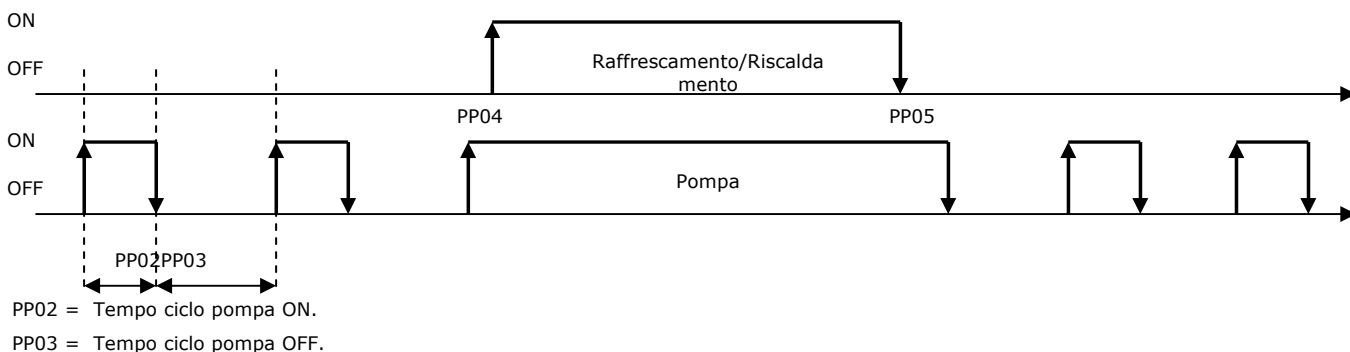 ON
OFF
Raffrescamento/Riscalda
mento
PP04
PP05
ON
OFF
Pompa
PP02PP03
PP02 = Tempo ciclo pompa ON.
PP03 = Tempo ciclo pompa OFF.